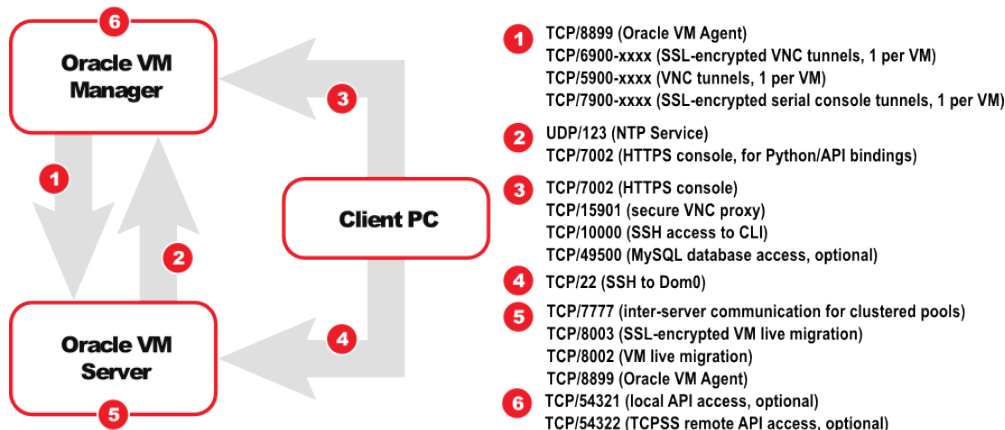 6
Oracle VM
Manager
3
1
Client PC
2
4
Oracle VM
Server
5
1 TCP/8899 (Oracle VM Agent)
TCP/6900-xxxx (SSL-encrypted VNC tunnels, 1 per VM)
TCP/5900-xxxx (VNC tunnels, 1 per VM)
TCP/7900-xxxx (SSL-encrypted serial console tunnels, 1 per VM)
2 UDP/123 (NTP Service)
TCP/7002 (HTTPS console, for Python/API bindings)
3 TCP/7002 (HTTPS console)
TCP/15901 (secure VNC proxy)
TCP/10000 (SSH access to CLI)
TCP/49500 (MySQL database access, optional)
4 TCP/22 (SSH to Dom0)
5 TCP/7777 (inter-server communication for clustered pools)
TCP/8003 (SSL-encrypted VM live migration)
TCP/8002 (VM live migration)
TCP/8899 (Oracle VM Agent)
6 TCP/54321 (local API access, optional)
TCP/54322 (TCPSS remote API access, optional)